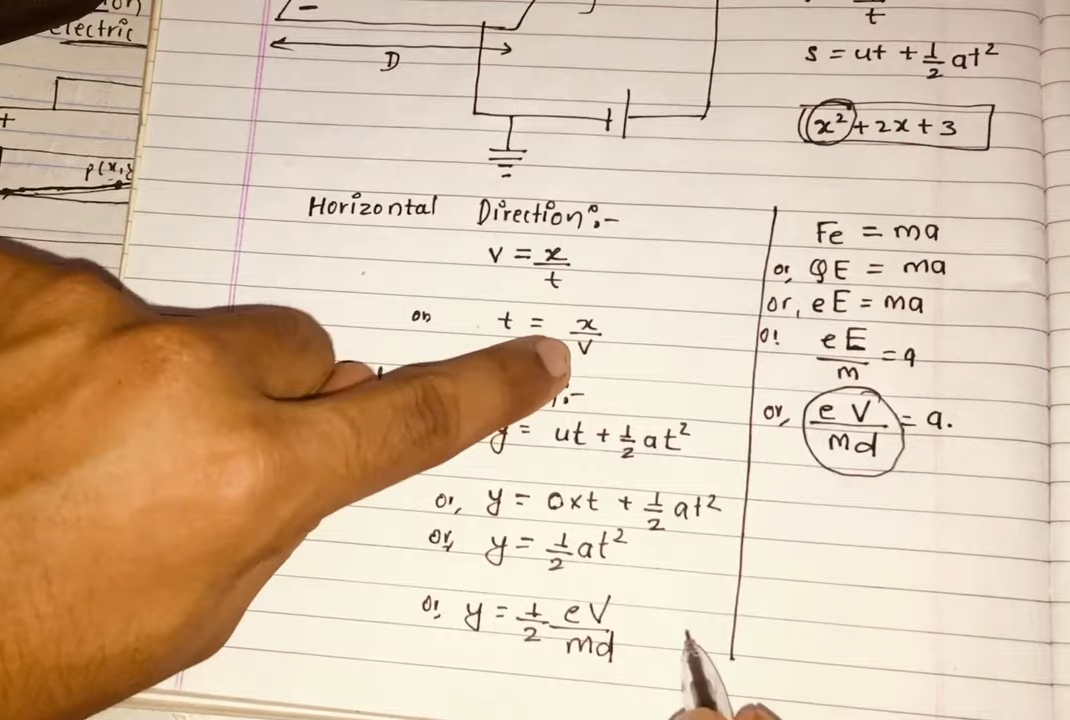 electric
+
P(x,y
−
D
t
s = ut + ½ at²
x² + 2x + 3
Horizontal Direction:-
v = x/t
or t = x/v
y = ut + ½ at²
or, y = 0×t + ½ at²
or, y = ½ at²
or y = ½ eV/md
Fe = ma
or, QE = ma
or, eE = ma
or eE/m = a
or, eV/md = a.